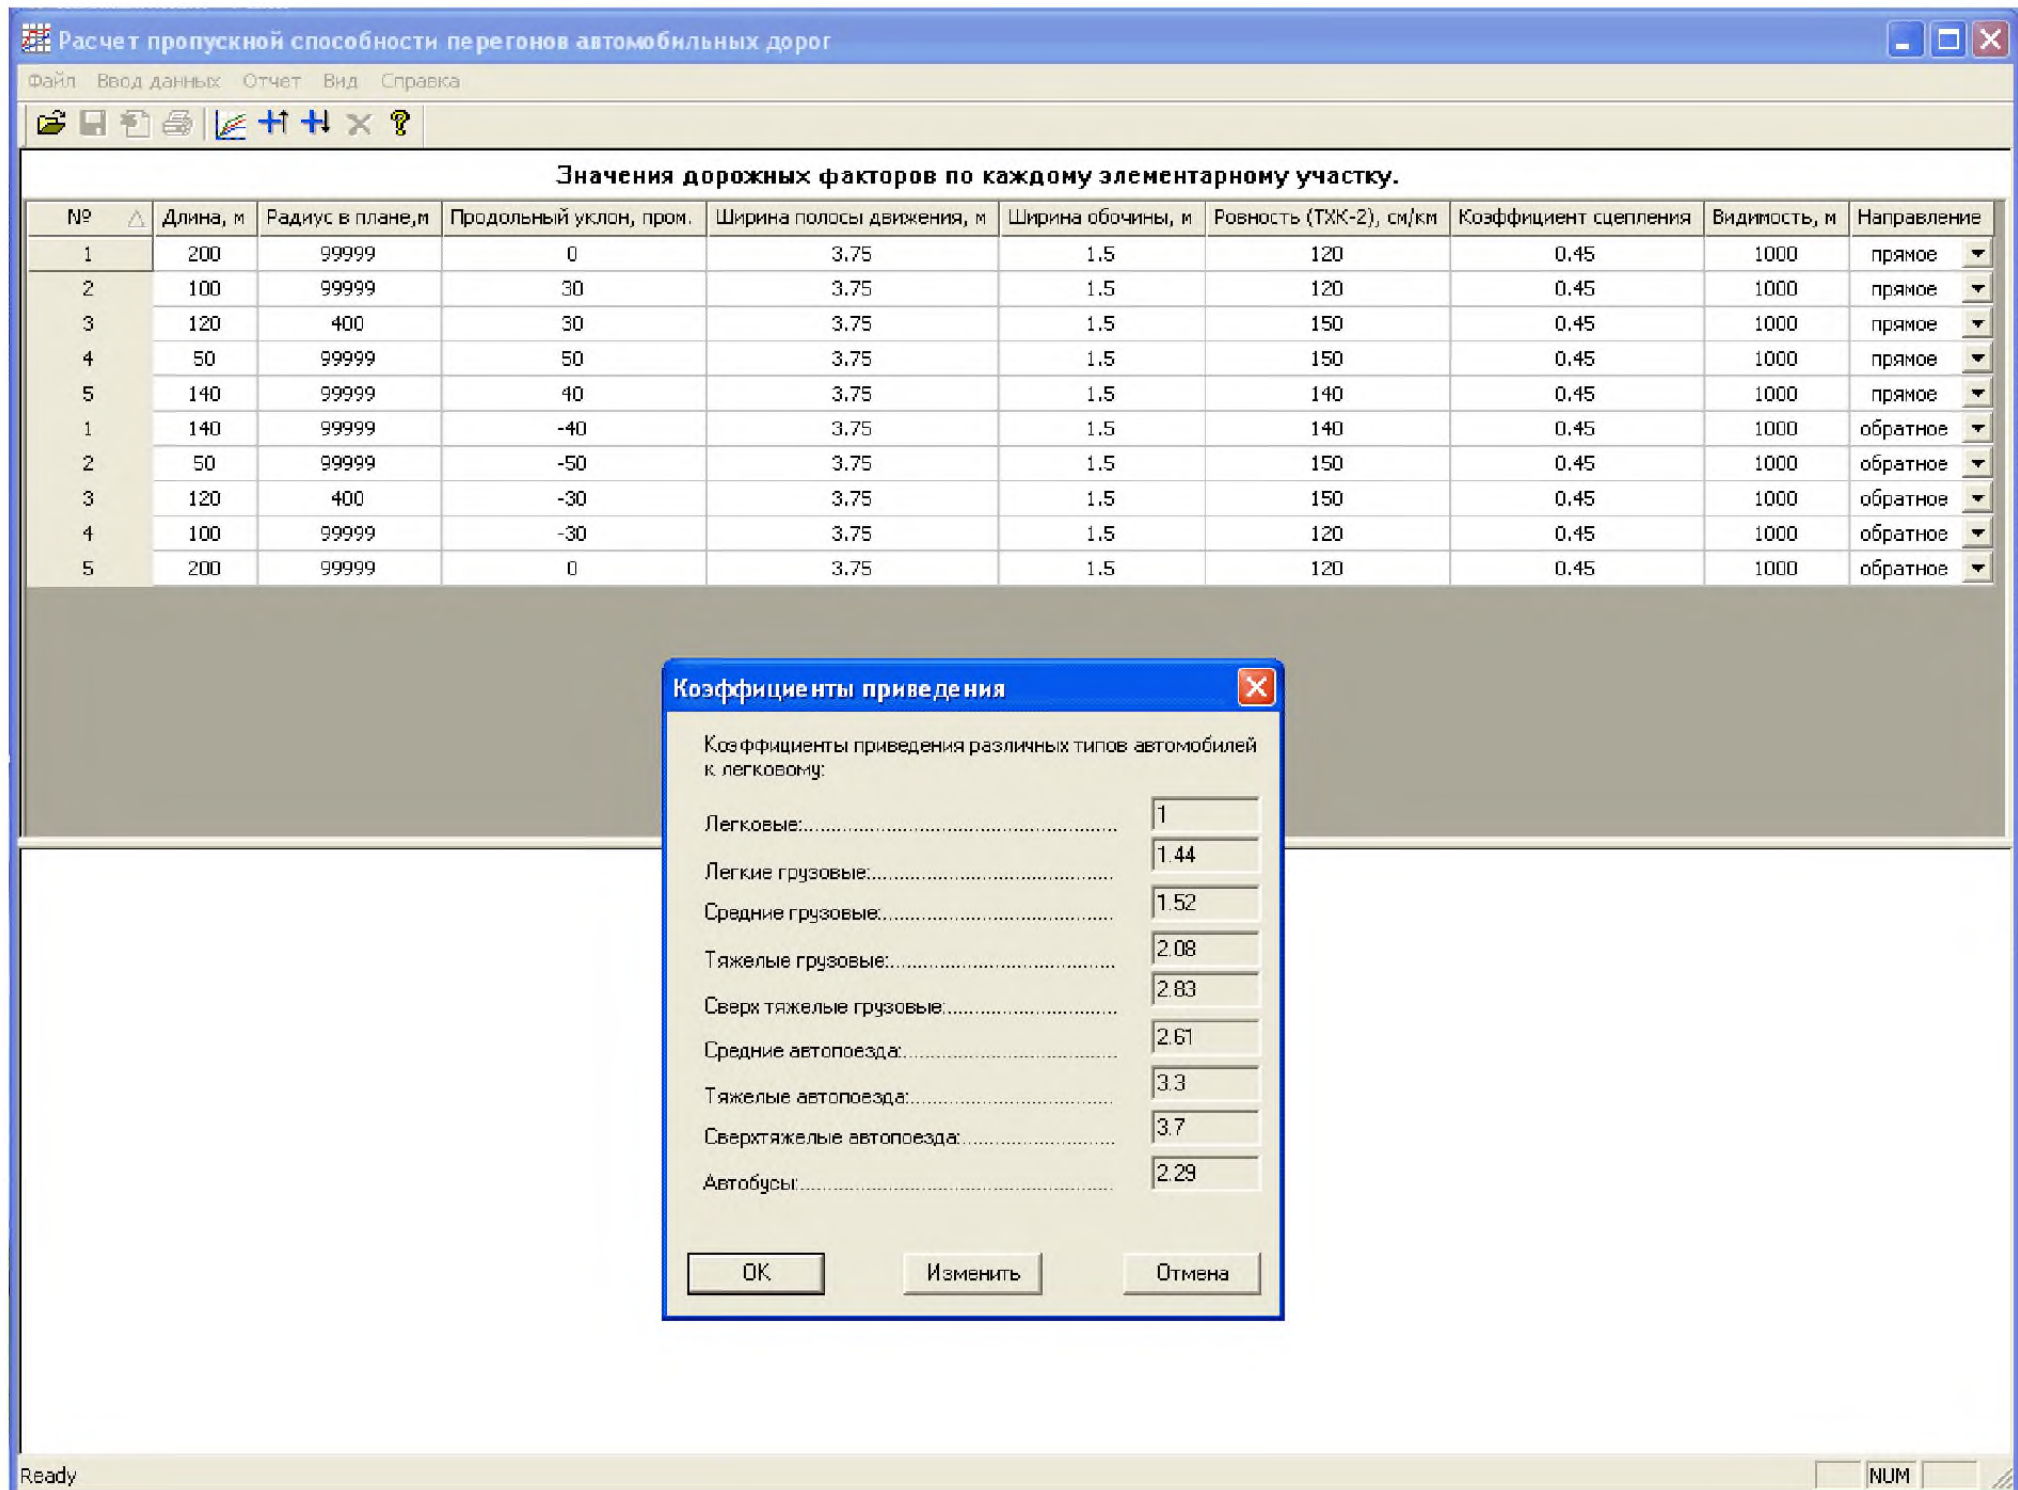 Расчет пропускной способности перегонов автомобильных дорог
Файл Ввод данных Отчет Вид Справка
Значения дорожных факторов по каждому элементарному участку.
№ Длина, м Радиус в плане,м Продольный уклон, пром. Ширина полосы движения, м Ширина обочины, м Ровность (ТХК-2), см/км Коэффициент сцепления Видимость, м Направление
1 200 99999 0 3.75 1.5 120 0.45 1000 прямое
2 100 99999 30 3.75 1.5 120 0.45 1000 прямое
3 120 400 30 3.75 1.5 150 0.45 1000 прямое
4 50 99999 50 3.75 1.5 150 0.45 1000 прямое
5 140 99999 40 3.75 1.5 140 0.45 1000 прямое
1 140 99999 -40 3.75 1.5 140 0.45 1000 обратное
2 50 99999 -50 3.75 1.5 150 0.45 1000 обратное
3 120 400 -30 3.75 1.5 150 0.45 1000 обратное
4 100 99999 -30 3.75 1.5 120 0.45 1000 обратное
5 200 99999 0 3.75 1.5 120 0.45 1000 обратное
Коэффициенты приведения
Коэффициенты приведения различных типов автомобилей
к легковому:
Легковые: 1
Легкие грузовые: 1.44
Средние грузовые: 1.52
Тяжелые грузовые: 2.08
Сверх тяжелые грузовые: 2.83
Средние автопоезда: 2.61
Тяжелые автопоезда: 3.3
Сверхтяжелые автопоезда: 3.7
Автобусы: 2.29
OK Изменить Отмена
Ready NUM